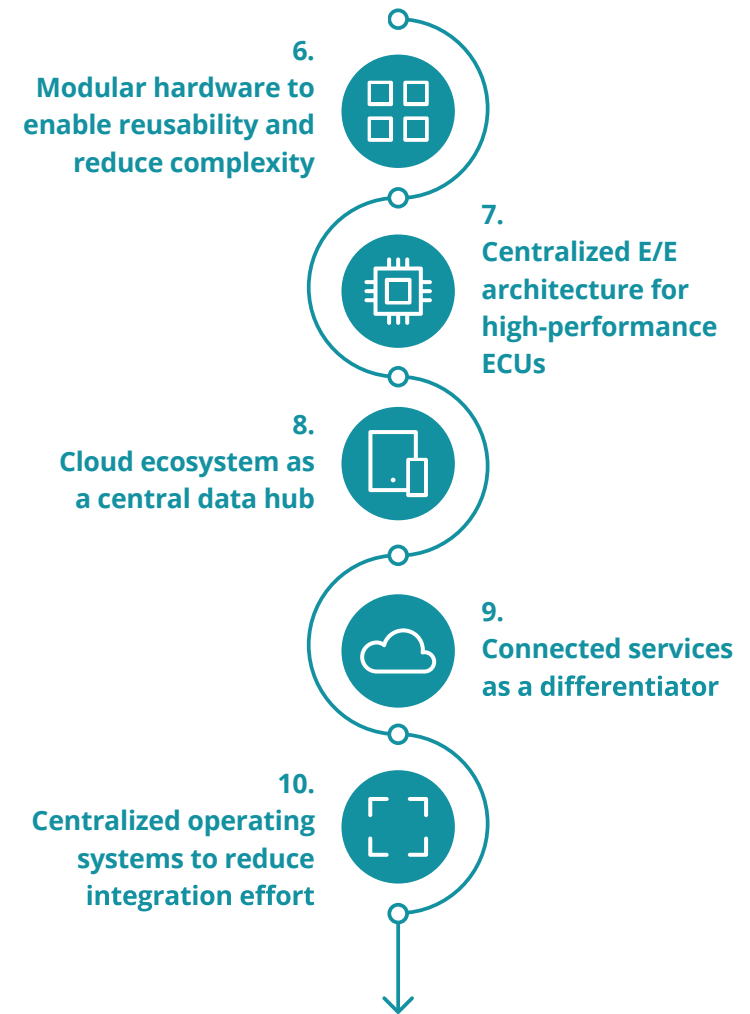 6.
Modular hardware to
enable reusability and
reduce complexity
7.
Centralized E/E
architecture for
high-performance
ECUs
8.
Cloud ecosystem as
a central data hub
9.
Connected services
as a differentiator
10.
Centralized operating
systems to reduce
integration effort